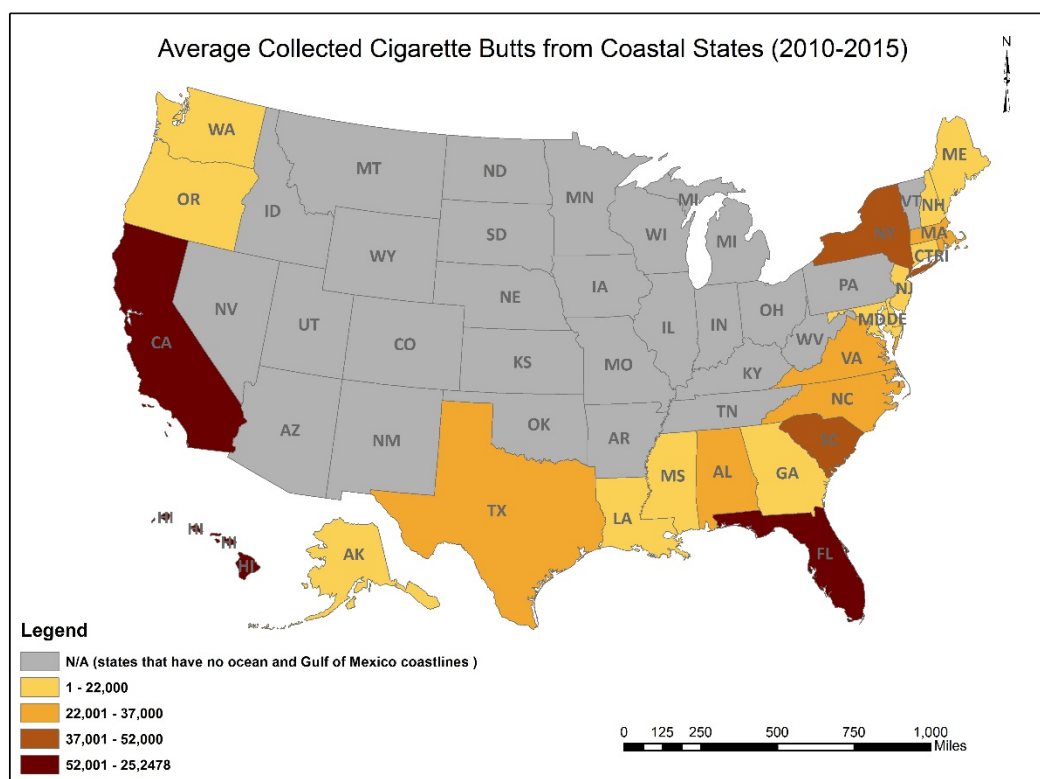 Average Collected Cigarette Butts from Coastal States (2010-2015)
N
WA
MT
ND
MN
ME
OR
ID
SD
WI
MI
MI
VT
NH
NY
MA
CT
RI
WY
IA
PA
NJ
NE
OH
MD
DE
NV
UT
CO
IL
IN
WV
VA
CA
KS
MO
KY
NC
TN
AZ
NM
OK
AR
SC
MS
AL
GA
TX
LA
HI
HI
HI
HI
AK
FL
Legend
N/A (states that have no ocean and Gulf of Mexico coastlines )
1 - 22,000
22,001 - 37,000
37,001 - 52,000
52,001 - 25,2478
0 125 250 500 750 1,000
Miles